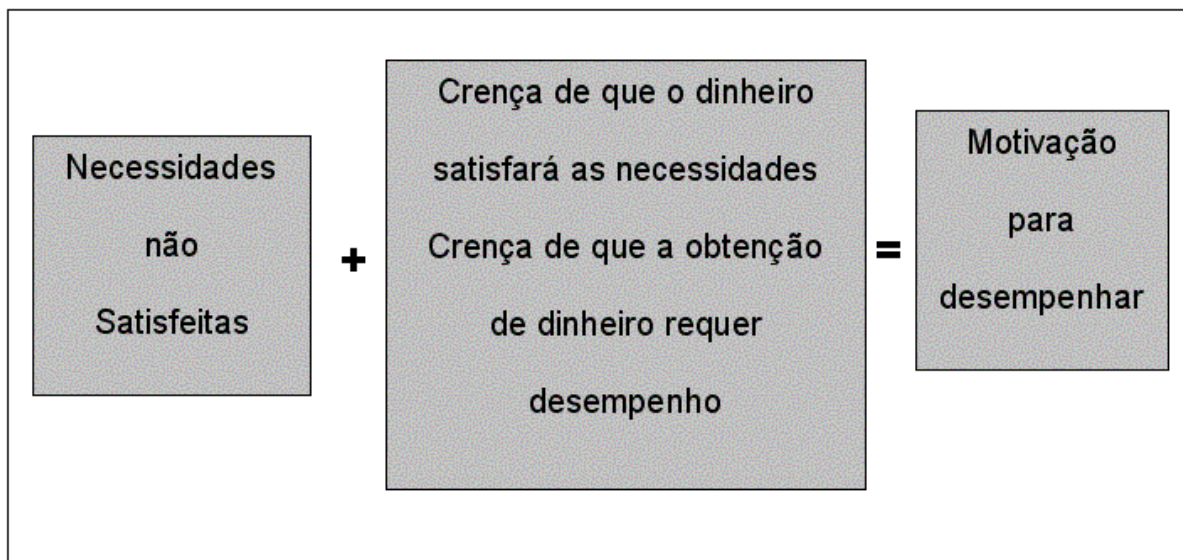 Necessidades
não
Satisfeitas
+
Crença de que o dinheiro
satisfará as necessidades
Crença de que a obtenção
de dinheiro requer
desempenho
=
Motivação
para
desempenhar